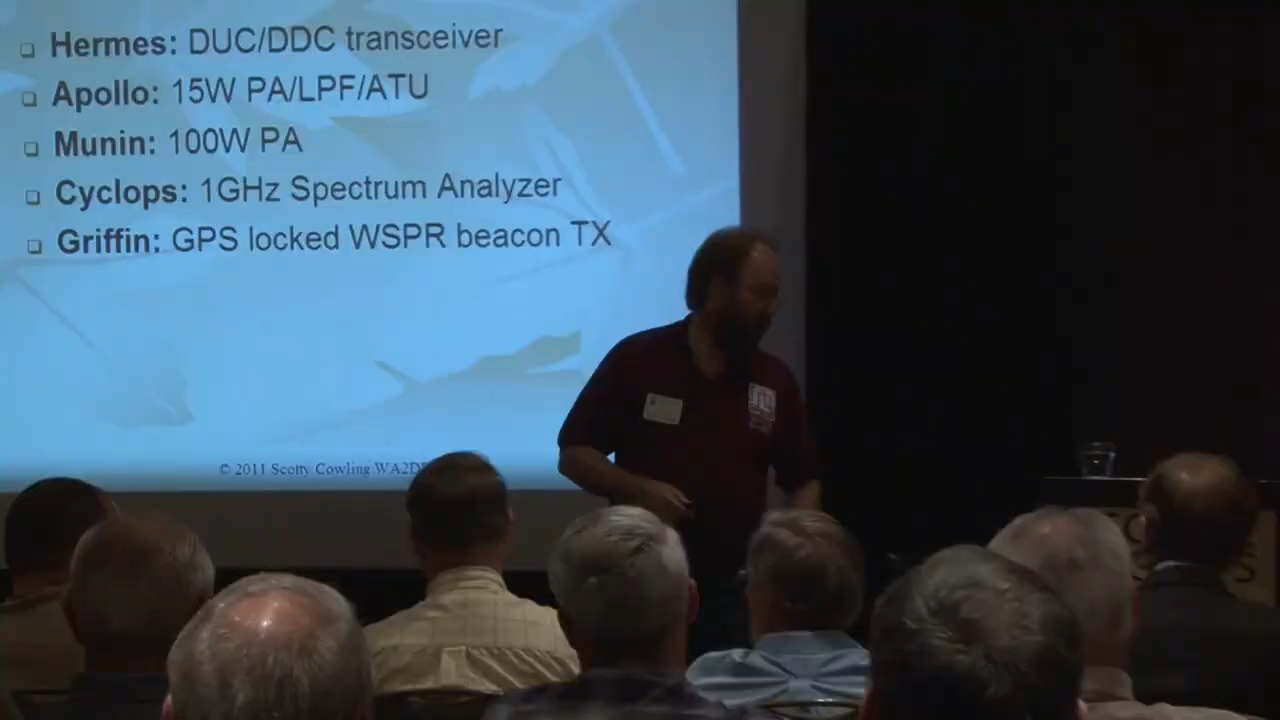 ❑ Hermes: DUC/DDC transceiver
❑ Apollo: 15W PA/LPF/ATU
❑ Munin: 100W PA
❑ Cyclops: 1GHz Spectrum Analyzer
❑ Griffin: GPS locked WSPR beacon TX
© 2011 Scotty Cowling